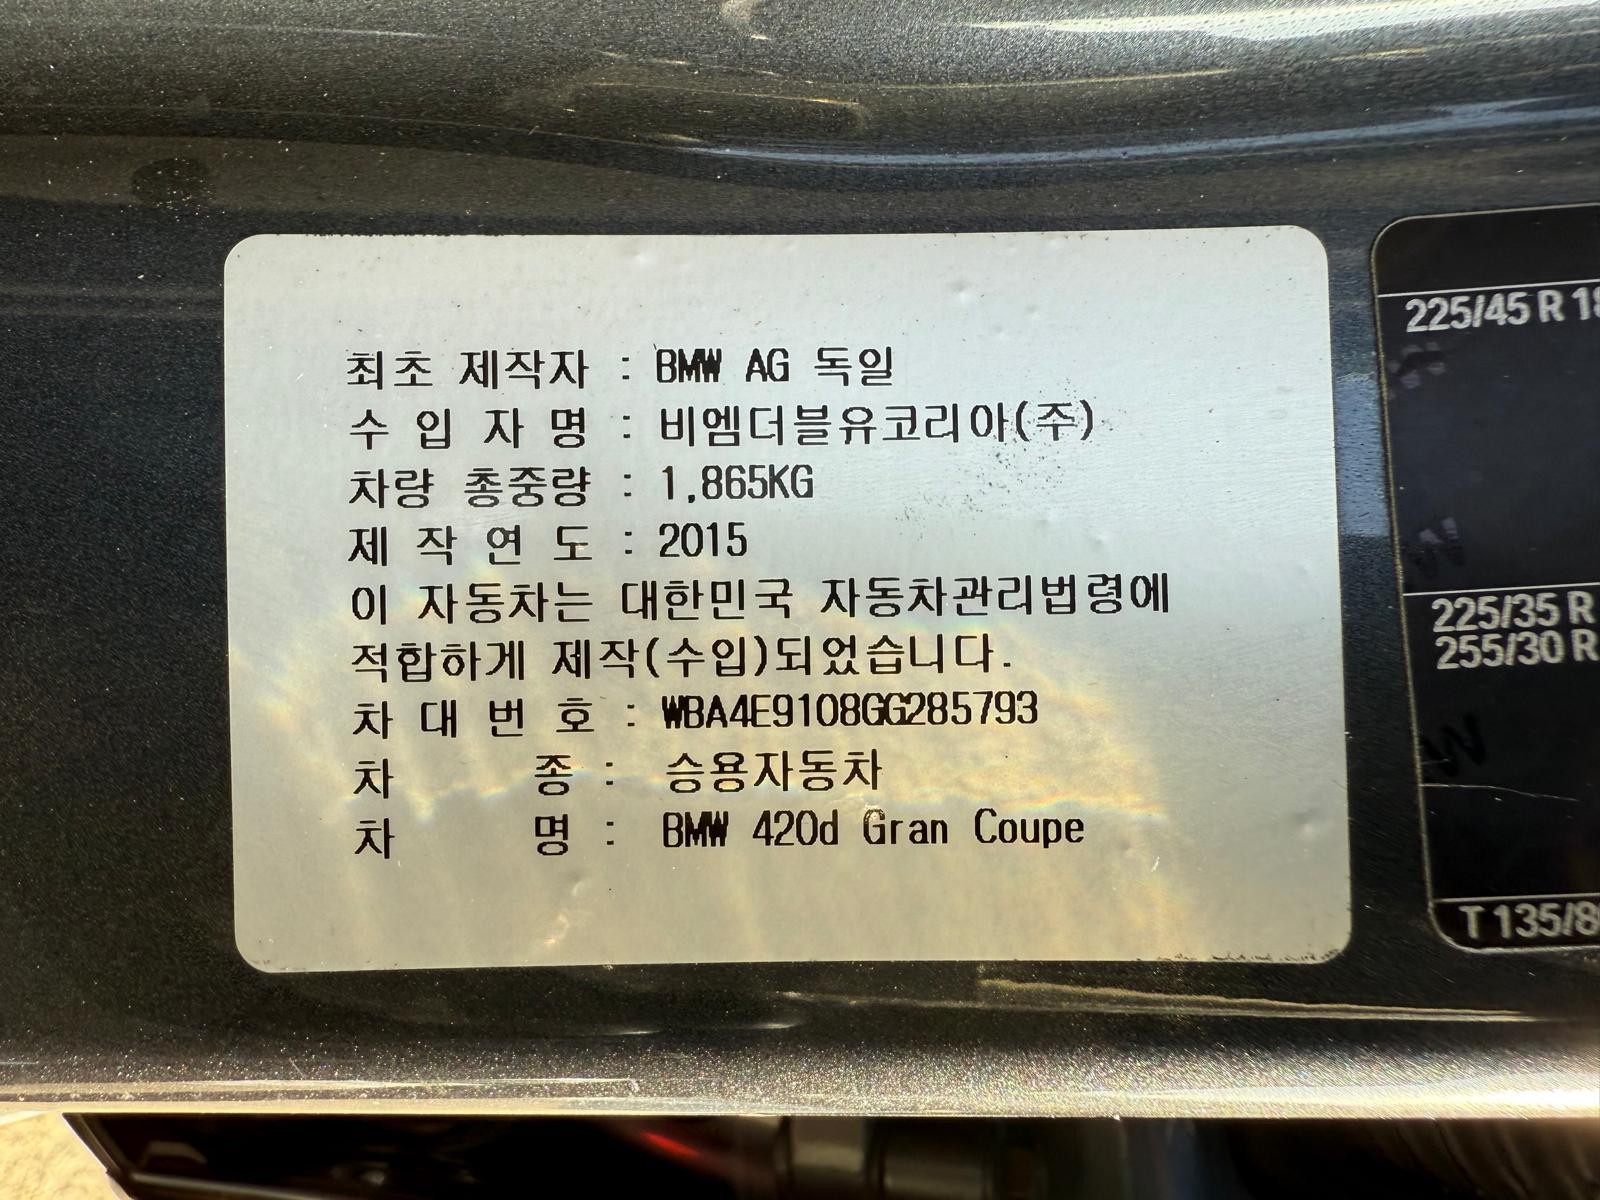 최초 제작자 : BMW AG 독일
수 입 자 명 : 비엠더블유코리아(주)
차량 총중량 : 1,865KG
제 작 연 도 : 2015
이 자동차는 대한민국 자동차관리법령에
적합하게 제작(수입)되었습니다.
차 대 번 호 : WBA4E9108GG285793
차 종 : 승용자동차
차 명 : BMW 420d Gran Coupe
225/45 R 18
225/35 R
255/30 R
T 135/80